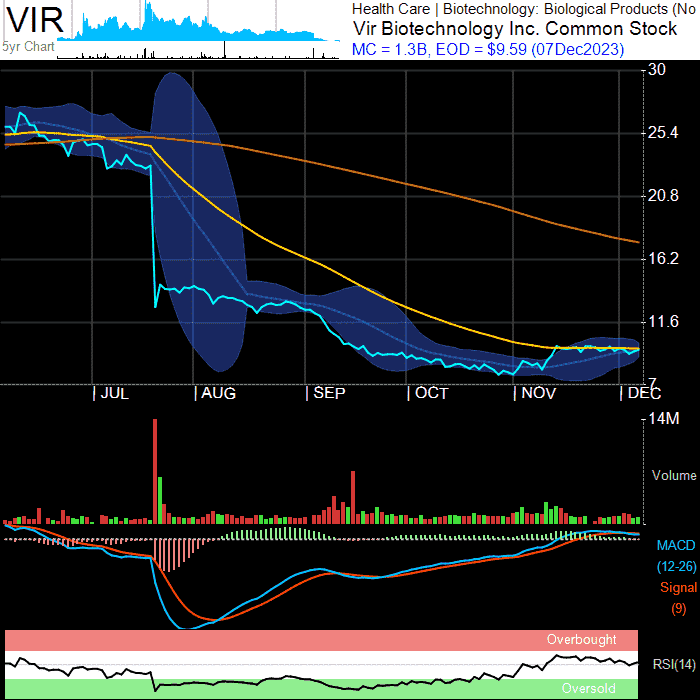 VIR
Health Care | Biotechnology: Biological Products (No
Vir Biotechnology Inc. Common Stock
5yr Chart
MC = 1.3B, EOD = $9.59 (07Dec2023)
30
25.4
20.8
16.2
11.6
7
| JUL | AUG | SEP | OCT | NOV | DEC
14M
Volume
MACD
(12-26)
Signal
(9)
Overbought
RSI(14)
Oversold